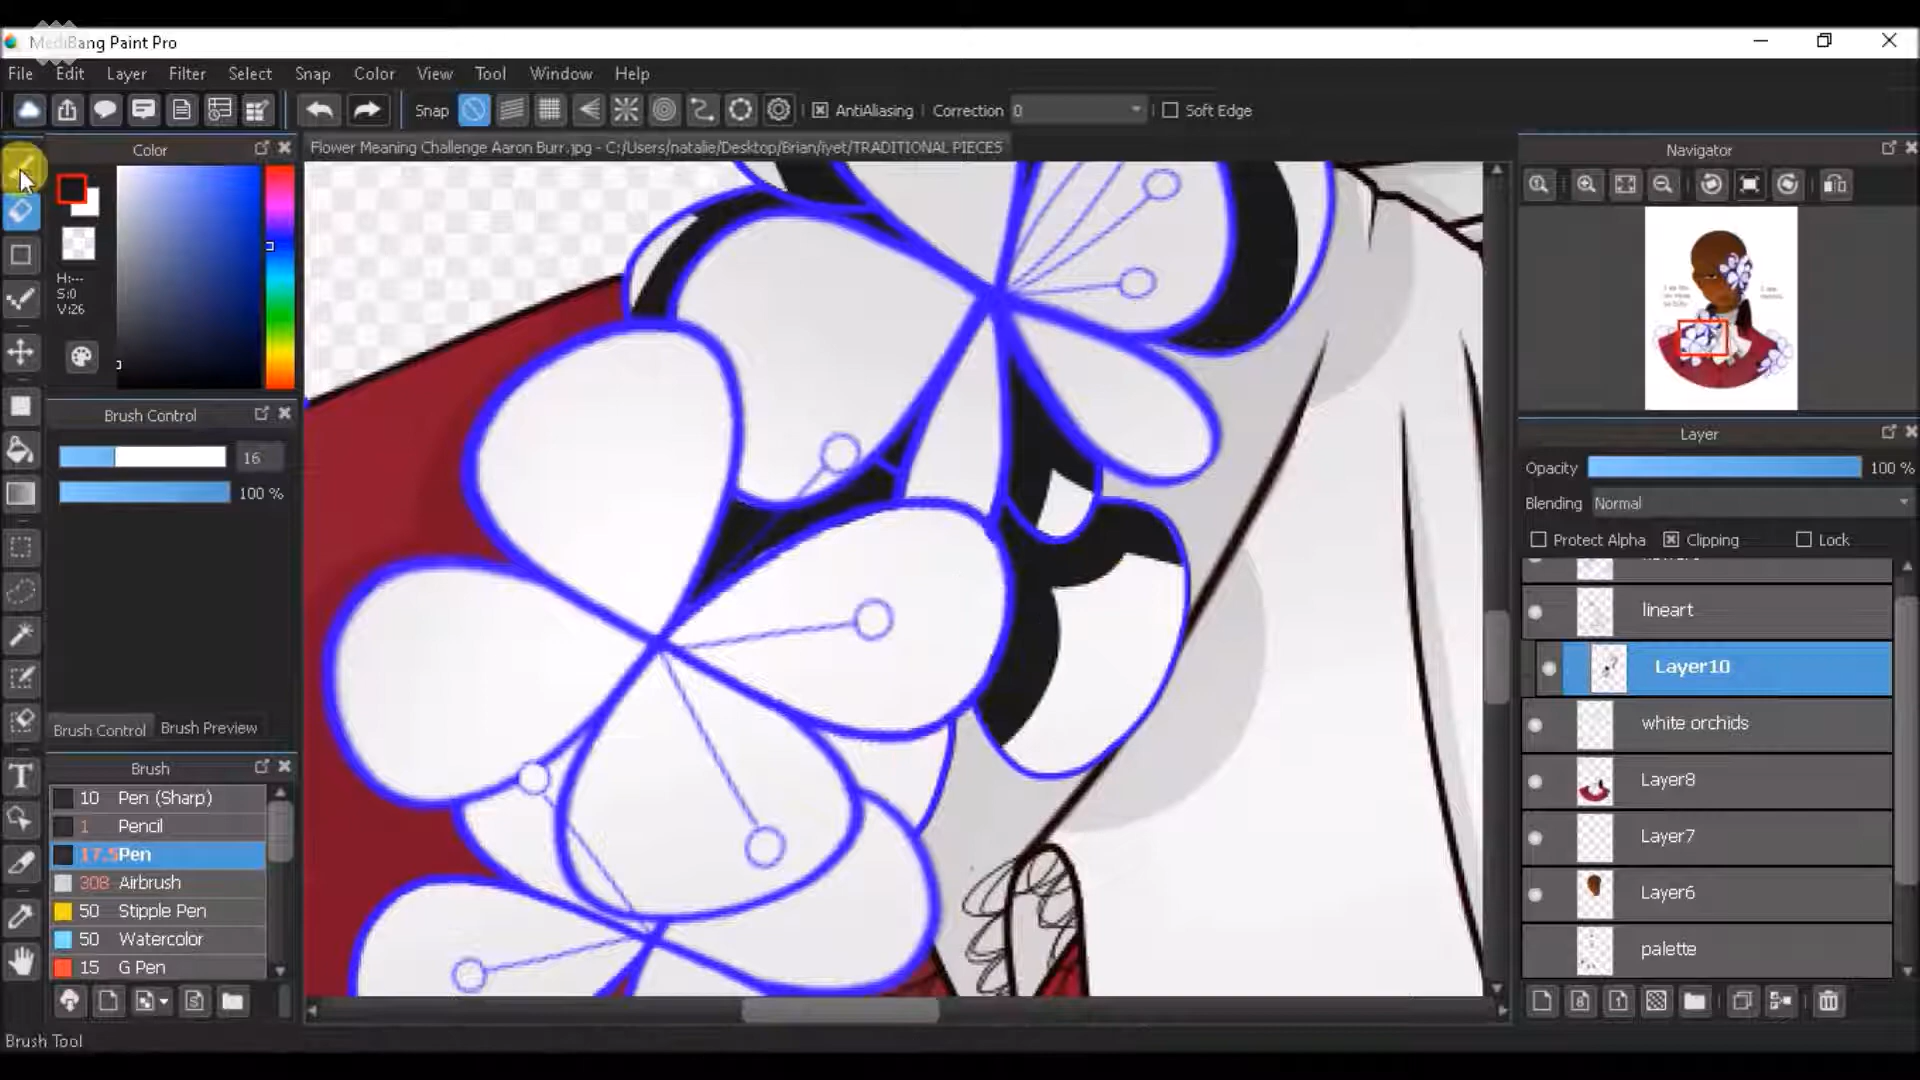 MediBang Paint Pro
File Edit Layer Filter Select Snap Color View Tool Window Help
Snap AntiAliasing Correction 0 Soft Edge
Color
Flower Meaning Challenge Aaron Burr.jpg - C:/Users/natalie/Desktop/Brian/iyet/TRADITIONAL PIECES
Navigator
H:---
S:0
V:26
Brush Control
16
100 %
Brush Control Brush Preview
Brush
10 Pen (Sharp)
1 Pencil
17.5 Pen
308 Airbrush
50 Stipple Pen
50 Watercolor
15 G Pen
T
Layer
Opacity 100 %
Blending Normal
Protect Alpha Clipping Lock
lineart
Layer10
white orchids
Layer8
Layer7
Layer6
palette
Brush Tool